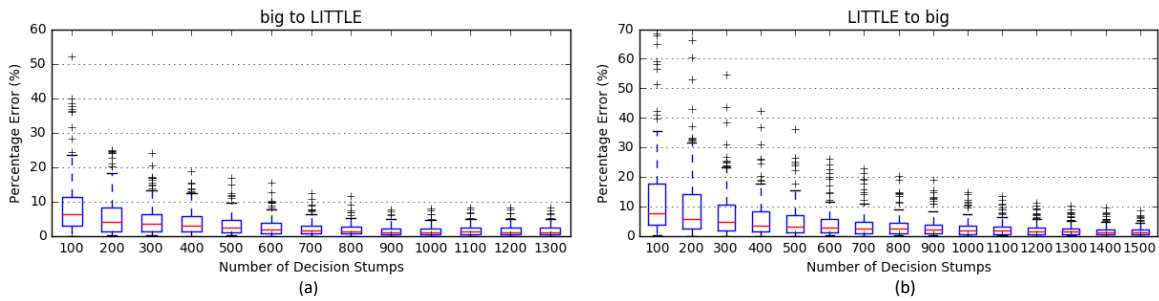 big to LITTLE
60
50
40
30
20
10
0
Percentage Error (%)
100 200 300 400 500 600 700 800 900 1000 1100 1200 1300
Number of Decision Stumps
(a)
LITTLE to big
70
60
50
40
30
20
10
0
Percentage Error (%)
100 200 300 400 500 600 700 800 900 1000 1100 1200 1300 1400 1500
Number of Decision Stumps
(b)